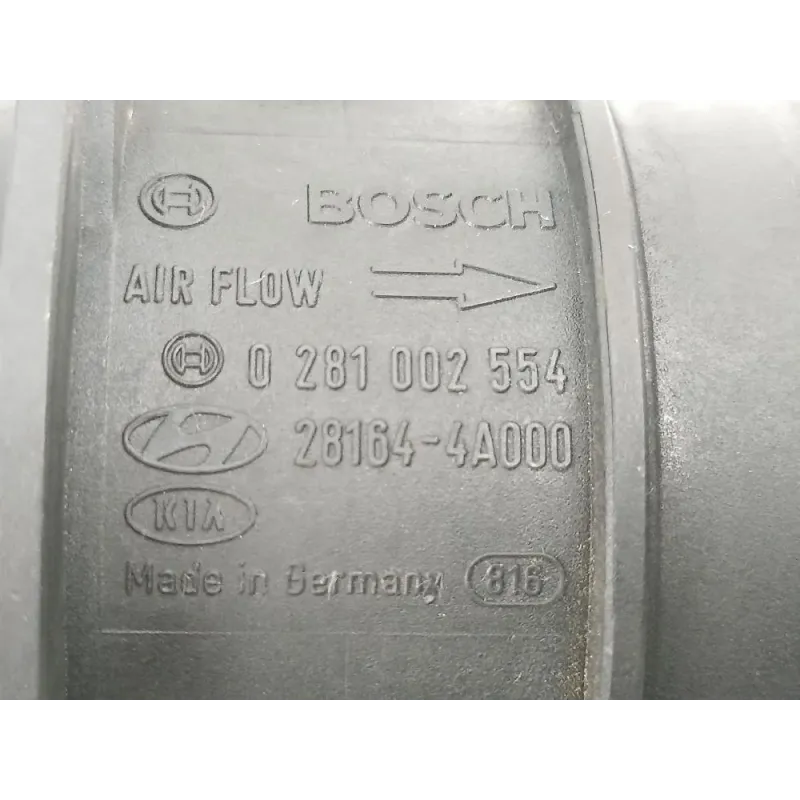 BOSCH
AIR FLOW
0 281 002 554
28164-4A000
KIA
Made in Germany 816